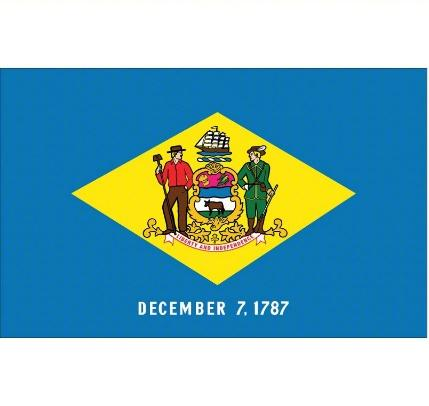 LIBERTY AND INDEPENDENCE
DECEMBER 7, 1787